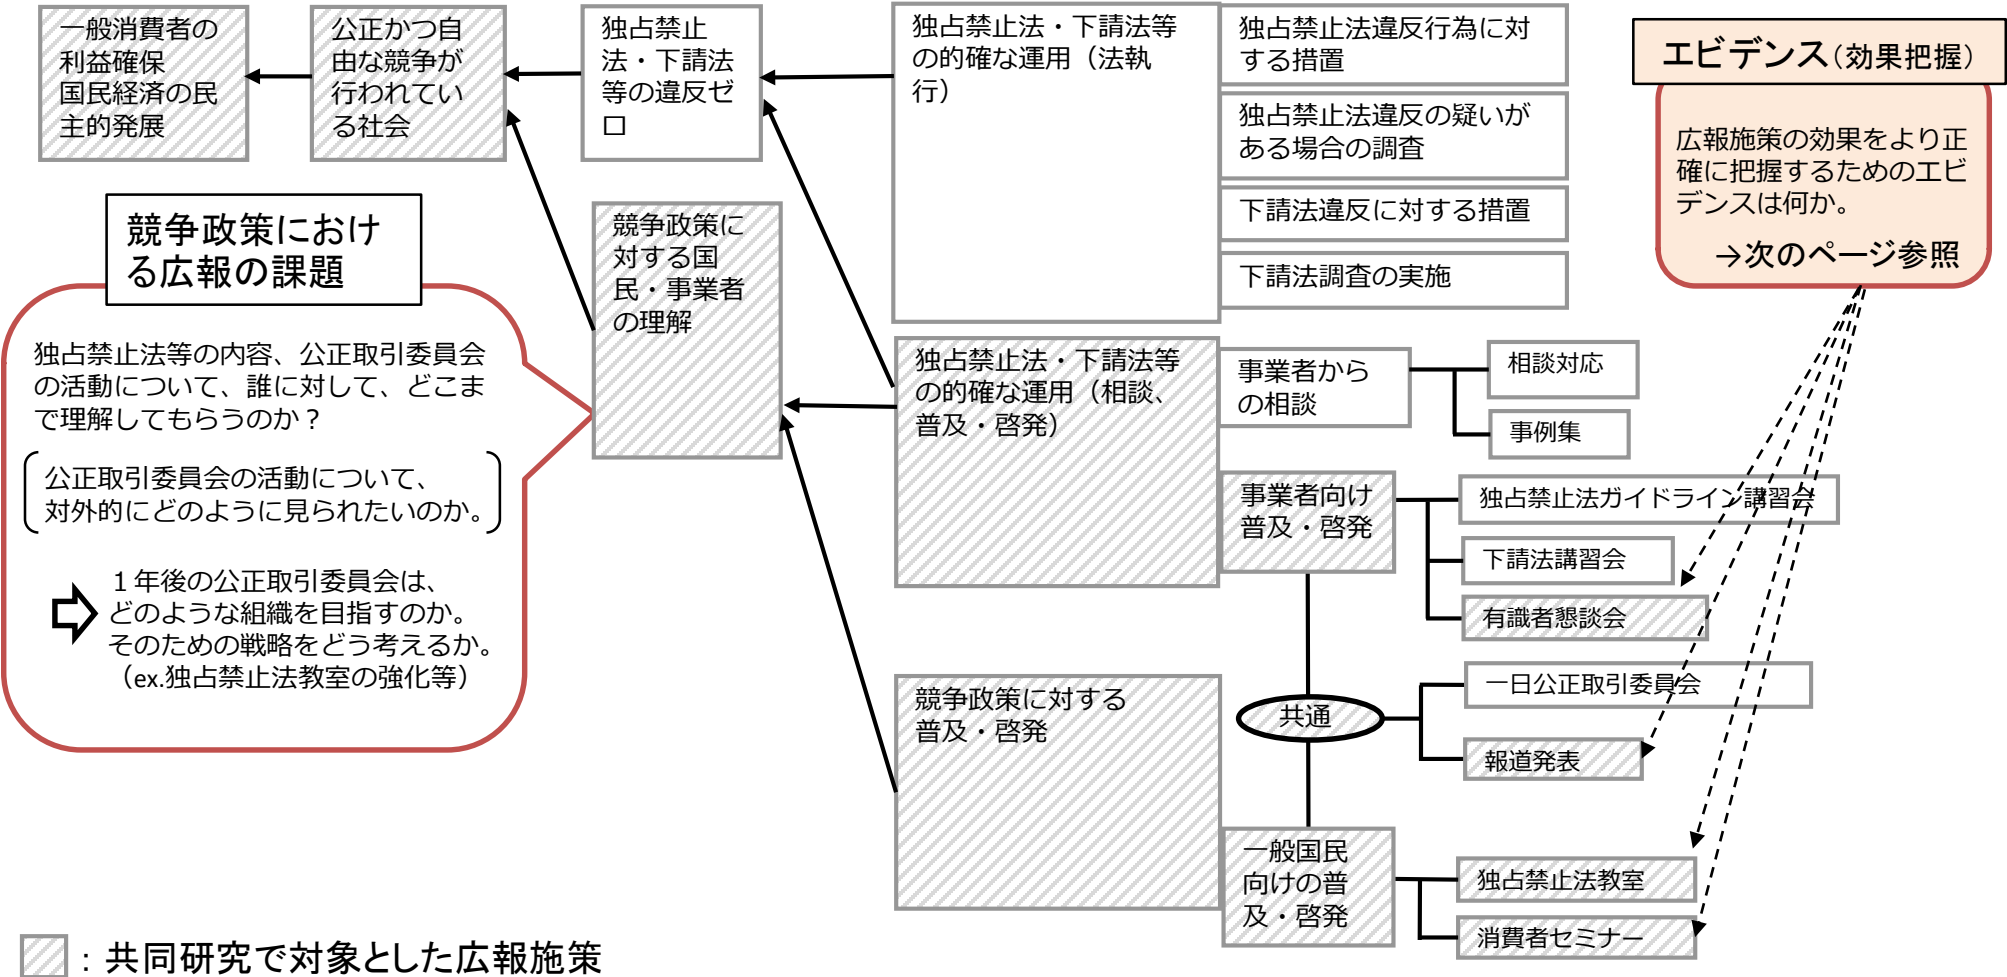 一般消費者の
利益確保
国民経済の民
主的発展
公正かつ自
由な競争が
行われてい
る社会
独占禁止
法・下請法
等の違反ゼ
ロ
独占禁止法・下請法等
の的確な運用（法執
行）
独占禁止法違反行為に対
する措置
独占禁止法違反の疑いが
ある場合の調査
下請法違反に対する措置
下請法調査の実施
エビデンス（効果把握）
広報施策の効果をより正
確に把握するためのエビ
デンスは何か。
→次のページ参照
競争政策におけ
る広報の課題
独占禁止法等の内容、公正取引委員会
の活動について、誰に対して、どこま
で理解してもらうのか？
公正取引委員会の活動について、
対外的にどのように見られたいのか。
１年後の公正取引委員会は、
どのような組織を目指すのか。
そのための戦略をどう考えるか。
（ex.独占禁止法教室の強化等）
競争政策に
対する国
民・事業者
の理解
独占禁止法・下請法等
の的確な運用（相談、
普及・啓発）
事業者から
の相談
相談対応
事例集
事業者向け
普及・啓発
独占禁止法ガイドライン講習会
下請法講習会
有識者懇談会
競争政策に対する
普及・啓発
共通
一日公正取引委員会
報道発表
一般国民
向けの普
及・啓発
独占禁止法教室
消費者セミナー
：共同研究で対象とした広報施策